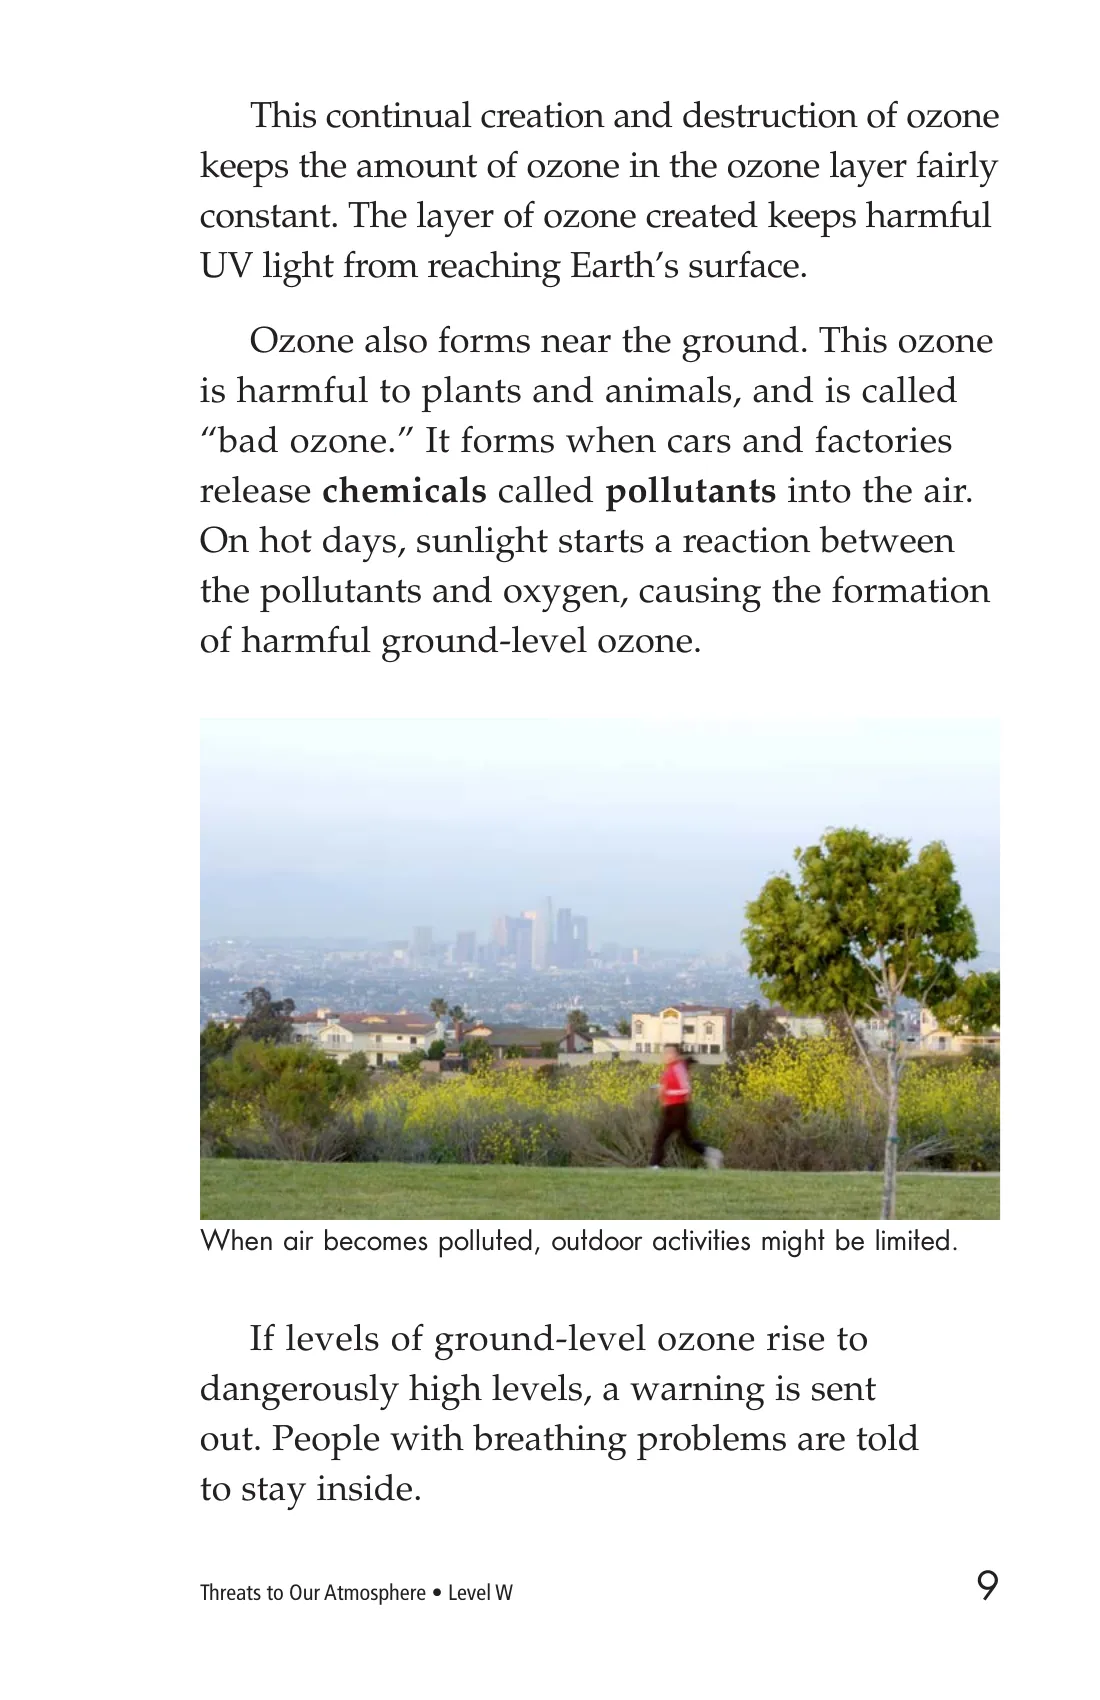 This continual creation and destruction of ozone
keeps the amount of ozone in the ozone layer fairly
constant. The layer of ozone created keeps harmful
UV light from reaching Earth’s surface.
Ozone also forms near the ground. This ozone
is harmful to plants and animals, and is called
“bad ozone.” It forms when cars and factories
release chemicals called pollutants into the air.
On hot days, sunlight starts a reaction between
the pollutants and oxygen, causing the formation
of harmful ground-level ozone.
When air becomes polluted, outdoor activities might be limited.
If levels of ground-level ozone rise to
dangerously high levels, a warning is sent
out. People with breathing problems are told
to stay inside.
Threats to Our Atmosphere • Level W 9